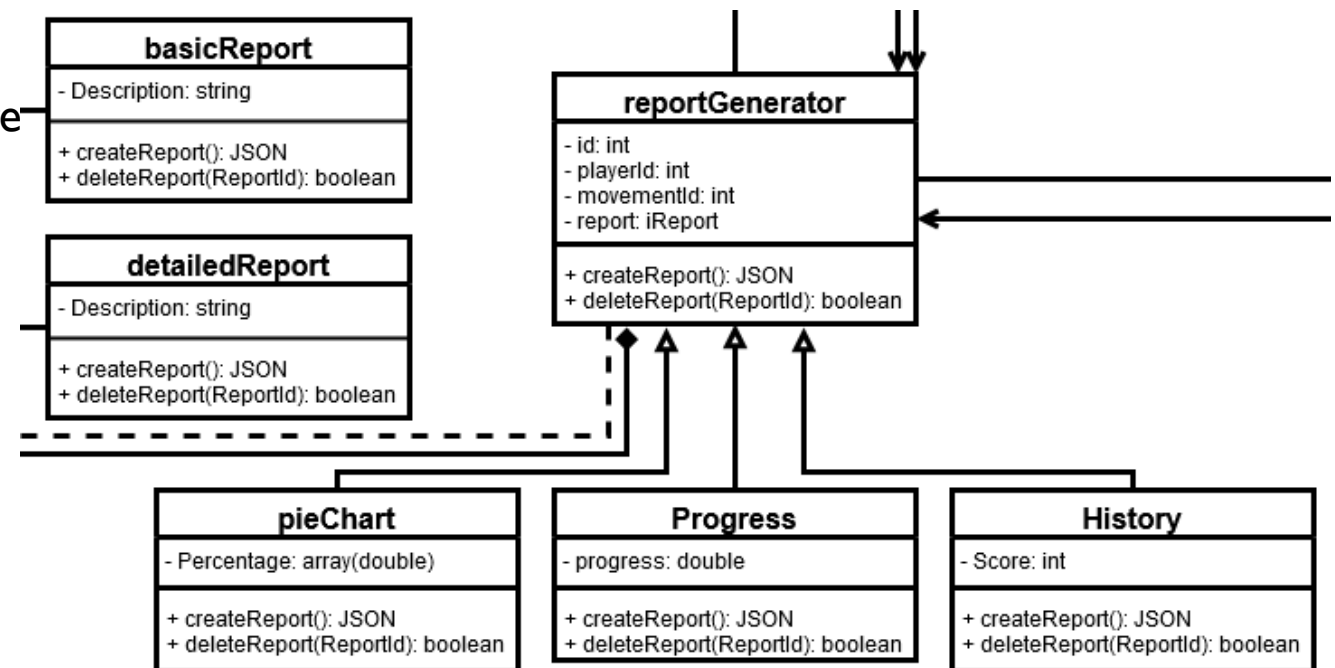 basicReport
- Description: string
+ createReport(): JSON
+ deleteReport(ReportId): boolean
e
detailedReport
- Description: string
+ createReport(): JSON
+ deleteReport(ReportId): boolean
reportGenerator
- id: int
- playerId: int
- movementId: int
- report: iReport
+ createReport(): JSON
+ deleteReport(ReportId): boolean
pieChart
- Percentage: array(double)
+ createReport(): JSON
+ deleteReport(ReportId): boolean
Progress
- progress: double
+ createReport(): JSON
+ deleteReport(ReportId): boolean
History
- Score: int
+ createReport(): JSON
+ deleteReport(ReportId): boolean